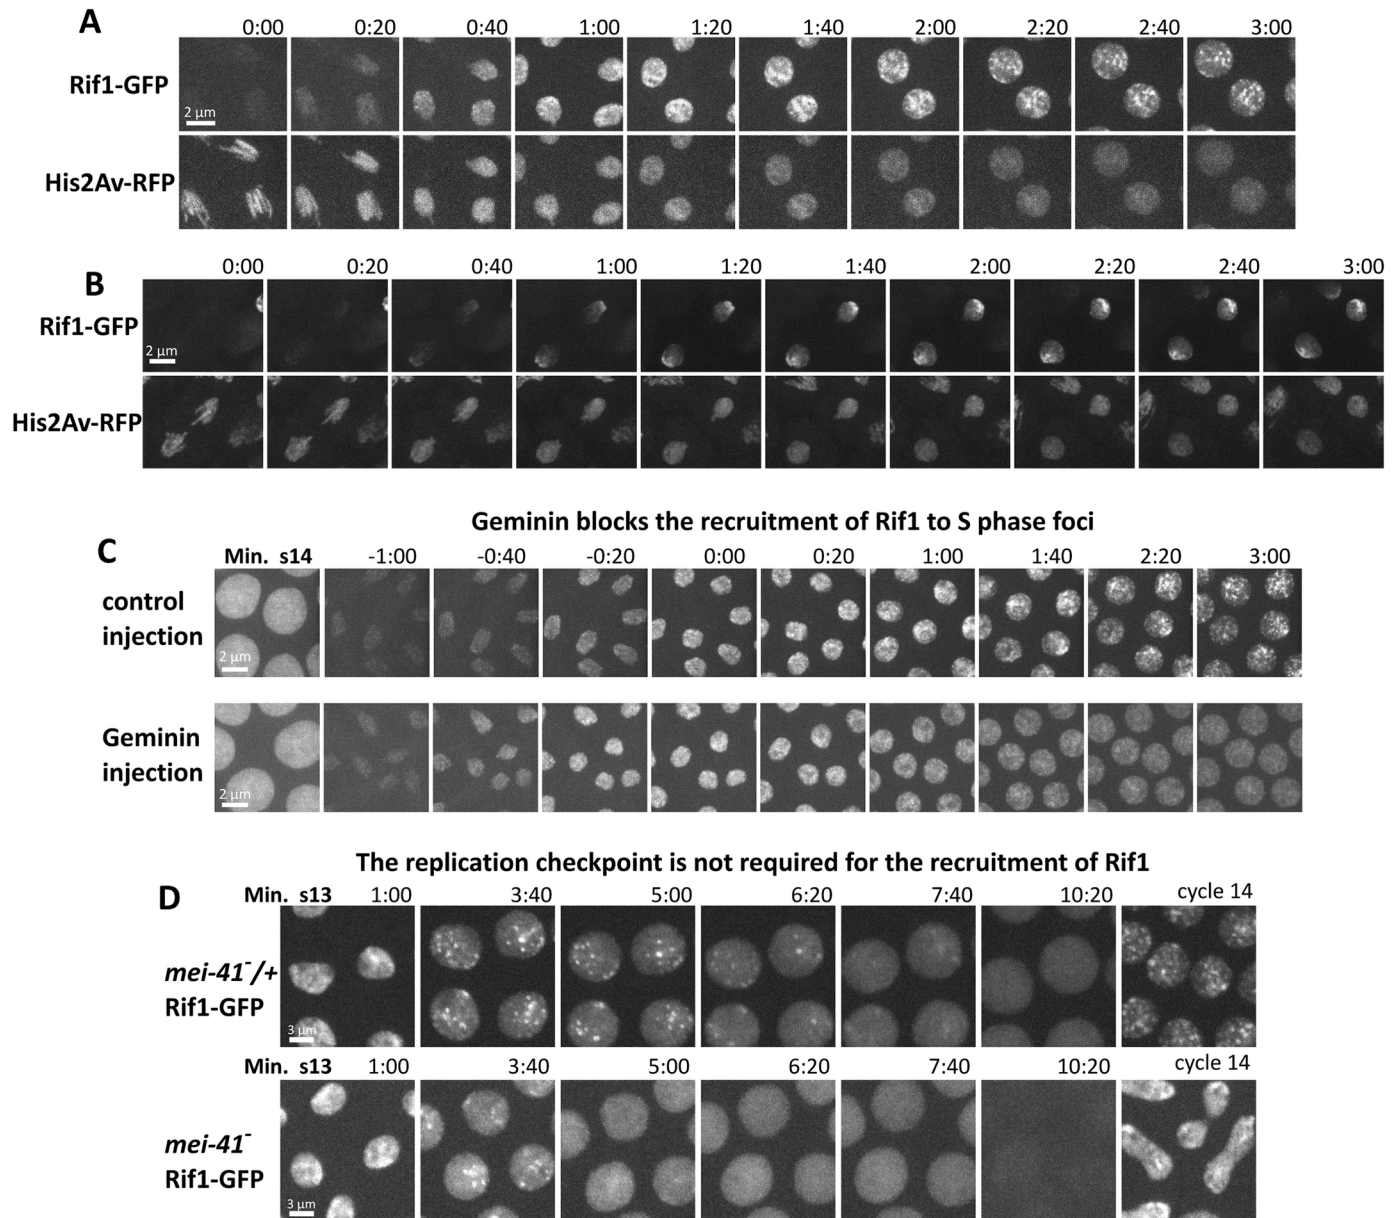 A
0:00 0:20 0:40 1:00 1:20 1:40 2:00 2:20 2:40 3:00
Rif1-GFP
2 μm
His2Av-RFP
B
0:00 0:20 0:40 1:00 1:20 1:40 2:00 2:20 2:40 3:00
Rif1-GFP
2 μm
His2Av-RFP
Geminin blocks the recruitment of Rif1 to S phase foci
C
Min. s14 -1:00 -0:40 -0:20 0:00 0:20 1:00 1:40 2:20 3:00
control
injection
2 μm
Geminin
injection
2 μm
The replication checkpoint is not required for the recruitment of Rif1
D
Min. s13 1:00 3:40 5:00 6:20 7:40 10:20 cycle 14
mei-41⁻/+
Rif1-GFP
3 μm
Min. s13 1:00 3:40 5:00 6:20 7:40 10:20 cycle 14
mei-41⁻
Rif1-GFP
3 μm